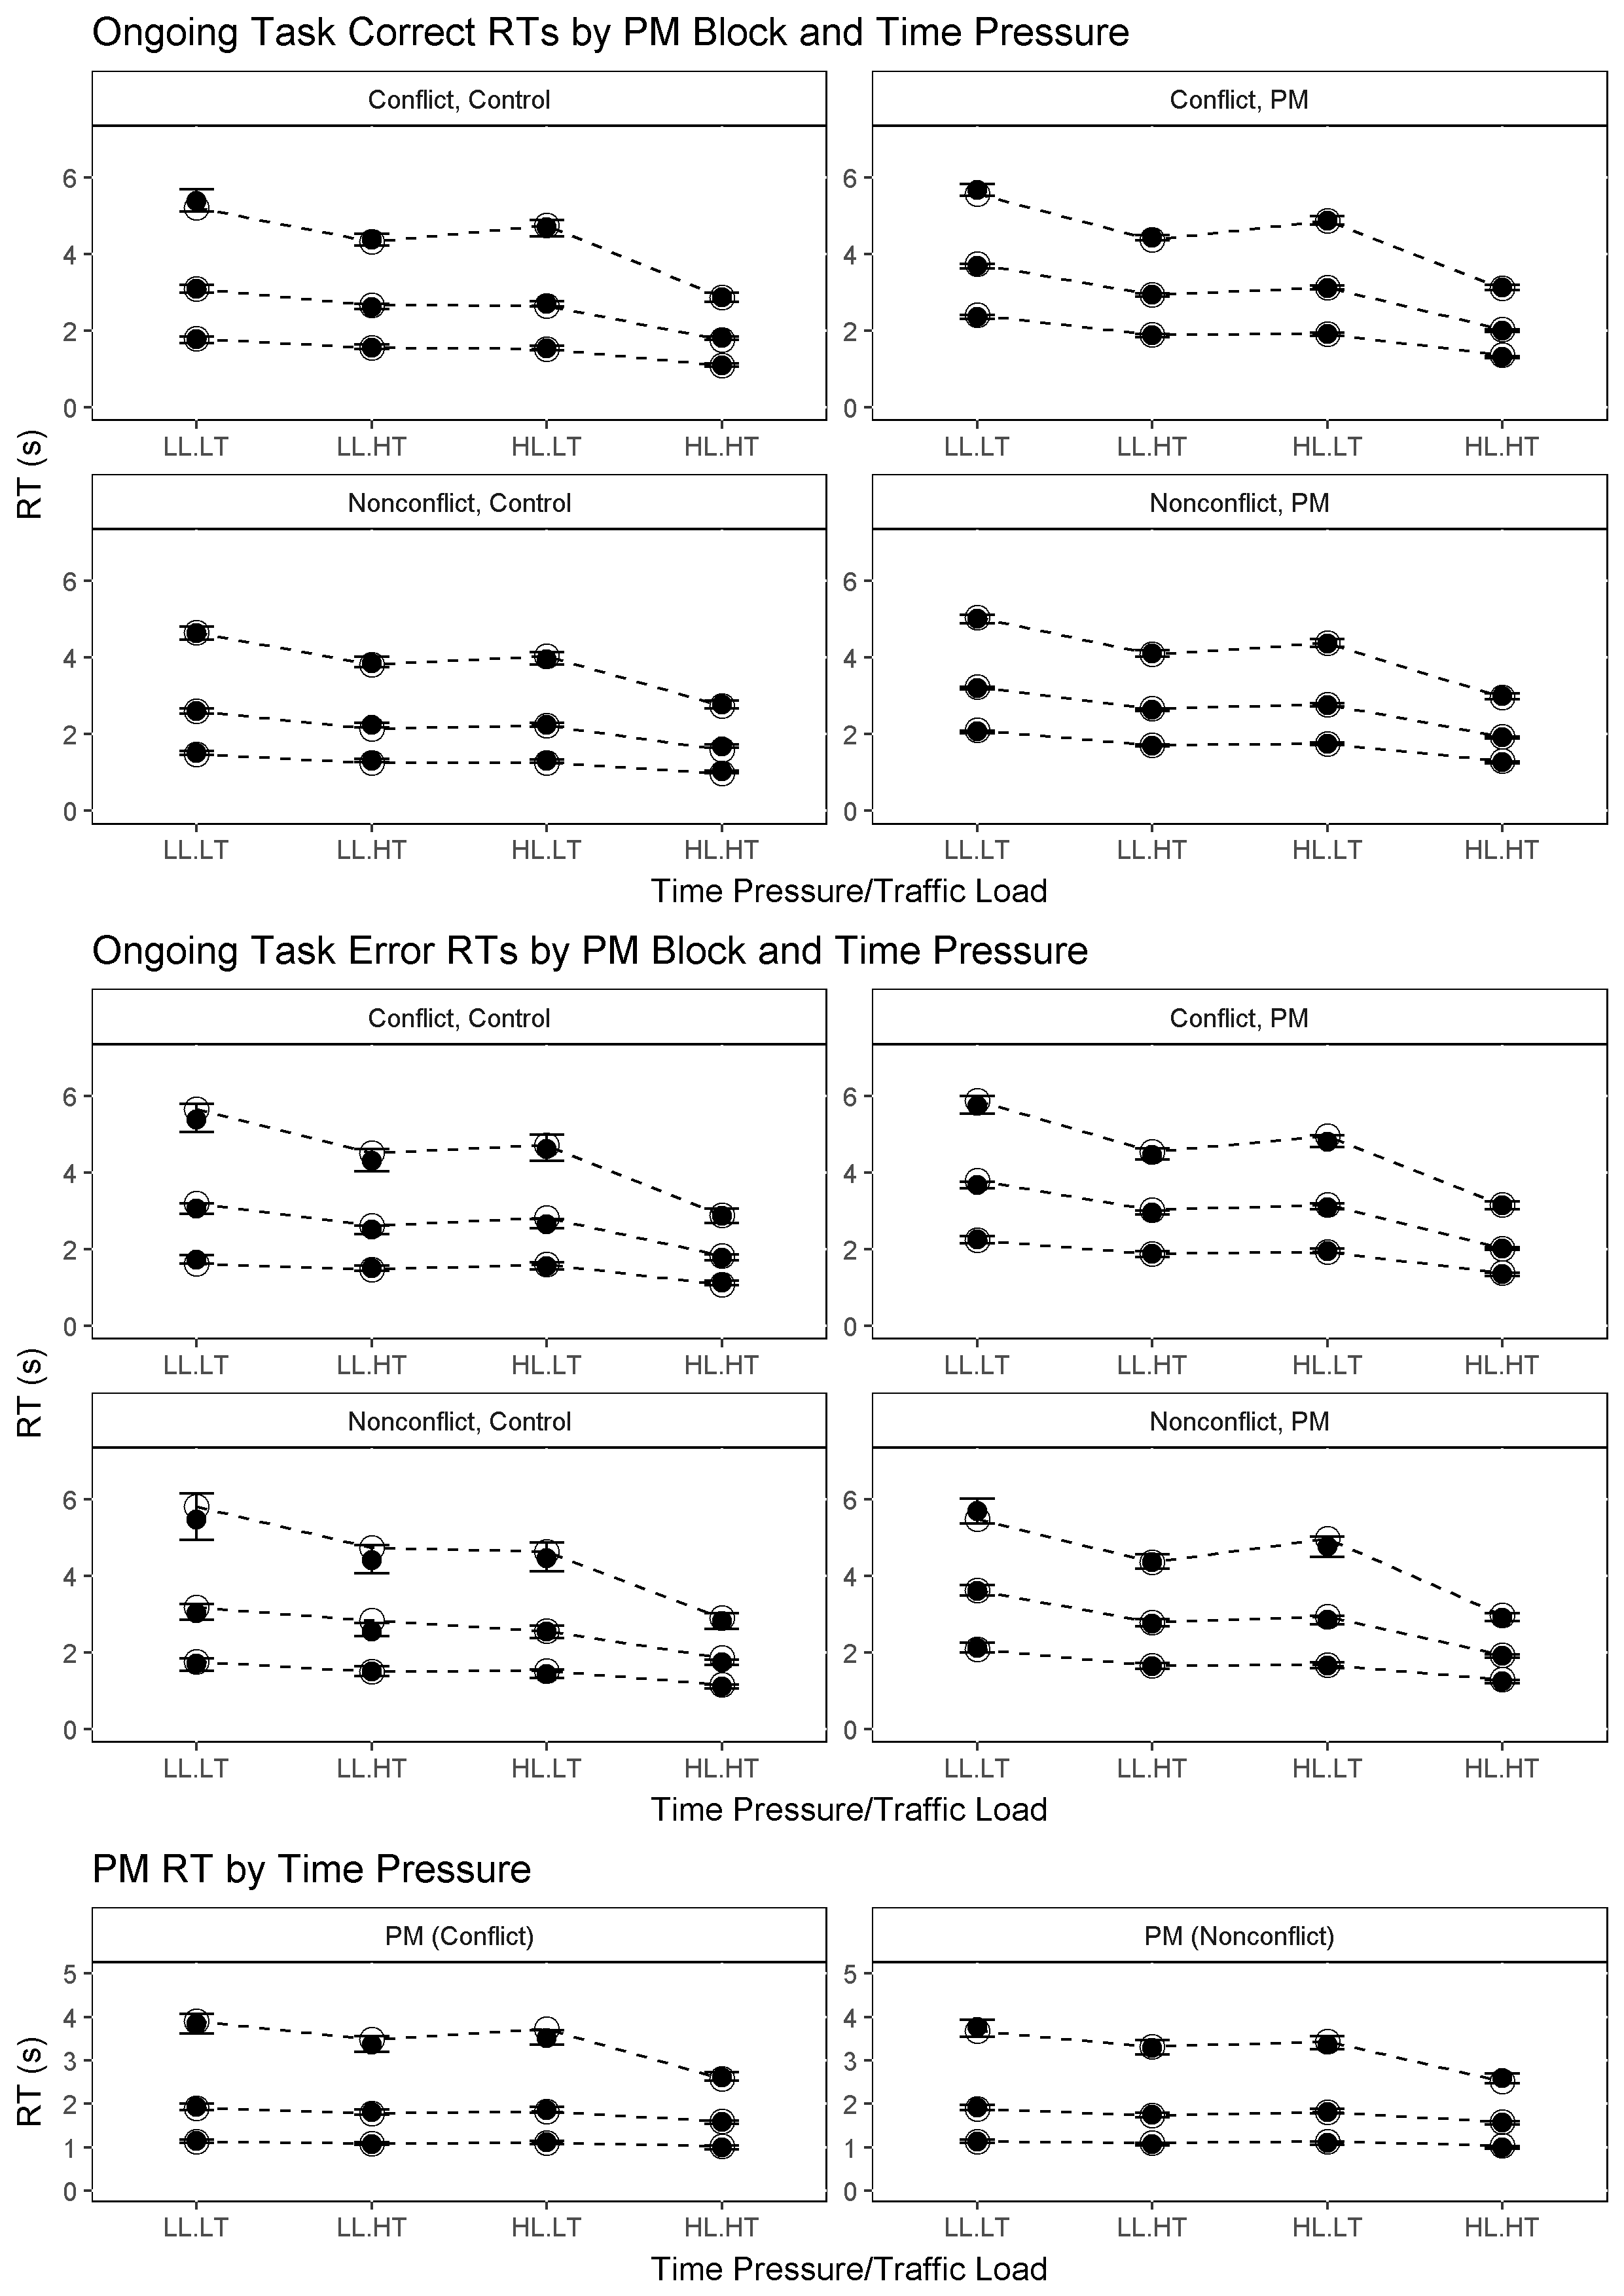 Ongoing Task Correct RTs by PM Block and Time Pressure
Conflict, Control
Conflict, PM
6
4
2
0
6
4
2
0
LL.LT LL.HT HL.LT HL.HT
LL.LT LL.HT HL.LT HL.HT
RT (s)
Nonconflict, Control
Nonconflict, PM
6
4
2
0
6
4
2
0
LL.LT LL.HT HL.LT HL.HT
LL.LT LL.HT HL.LT HL.HT
Time Pressure/Traffic Load
Ongoing Task Error RTs by PM Block and Time Pressure
Conflict, Control
Conflict, PM
6
4
2
0
6
4
2
0
LL.LT LL.HT HL.LT HL.HT
LL.LT LL.HT HL.LT HL.HT
RT (s)
Nonconflict, Control
Nonconflict, PM
6
4
2
0
6
4
2
0
LL.LT LL.HT HL.LT HL.HT
LL.LT LL.HT HL.LT HL.HT
Time Pressure/Traffic Load
PM RT by Time Pressure
PM (Conflict)
PM (Nonconflict)
5
4
3
2
1
0
5
4
3
2
1
0
RT (s)
LL.LT LL.HT HL.LT HL.HT
LL.LT LL.HT HL.LT HL.HT
Time Pressure/Traffic Load